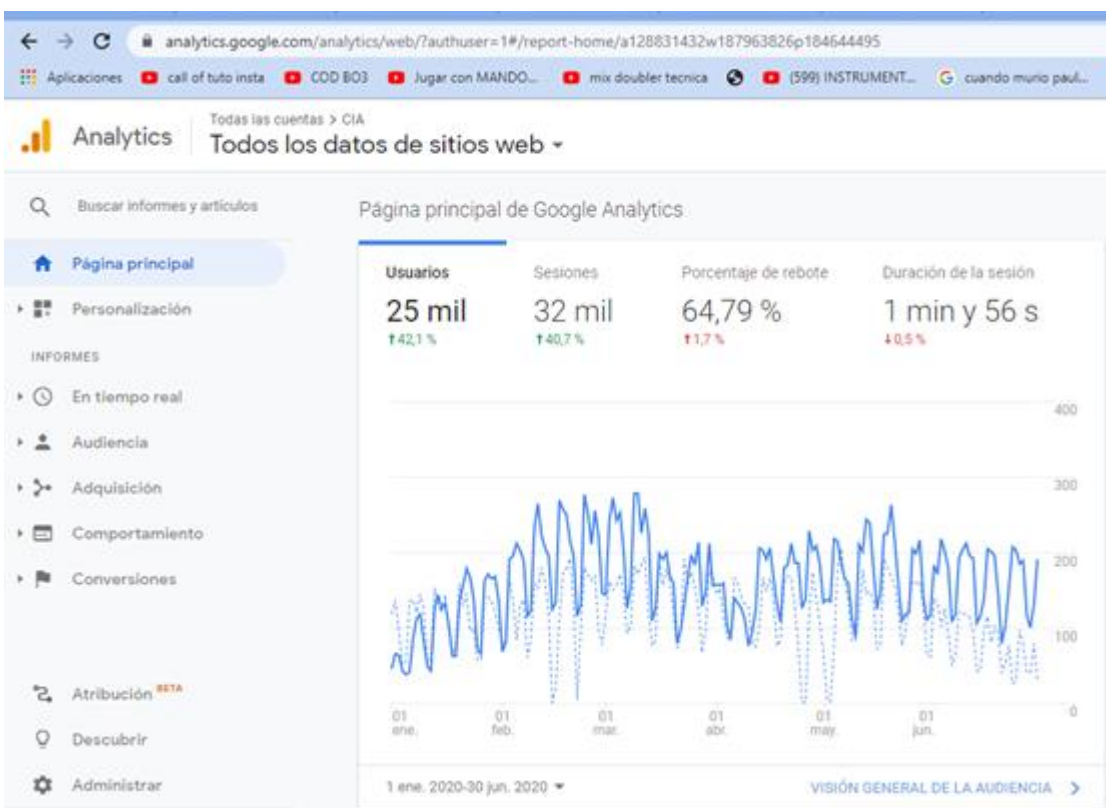 analytics.google.com/analytics/web/?authuser=1#/report-home/a128831432w187963826p184644495
Aplicaciones call of tuto insta COD BO3 Jugar con MANDO... mix doubler tecnica (599) INSTRUMENT... cuando murio paul...
Analytics
Todas las cuentas > CIA
Todos los datos de sitios web
Buscar informes y artículos
Página principal
Personalización
INFORMES
En tiempo real
Audiencia
Adquisición
Comportamiento
Conversiones
Atribución BETA
Descubrir
Administrar
Página principal de Google Analytics
Usuarios
25 mil
↑42,1 %
Sesiones
32 mil
↑40,7 %
Porcentaje de rebote
64,79 %
↑1,7 %
Duración de la sesión
1 min y 56 s
↓0,5 %
400
300
200
100
0
01 ene.
01 feb.
01 mar.
01 abr.
01 may.
01 jun.
1 ene. 2020-30 jun. 2020
VISIÓN GENERAL DE LA AUDIENCIA >